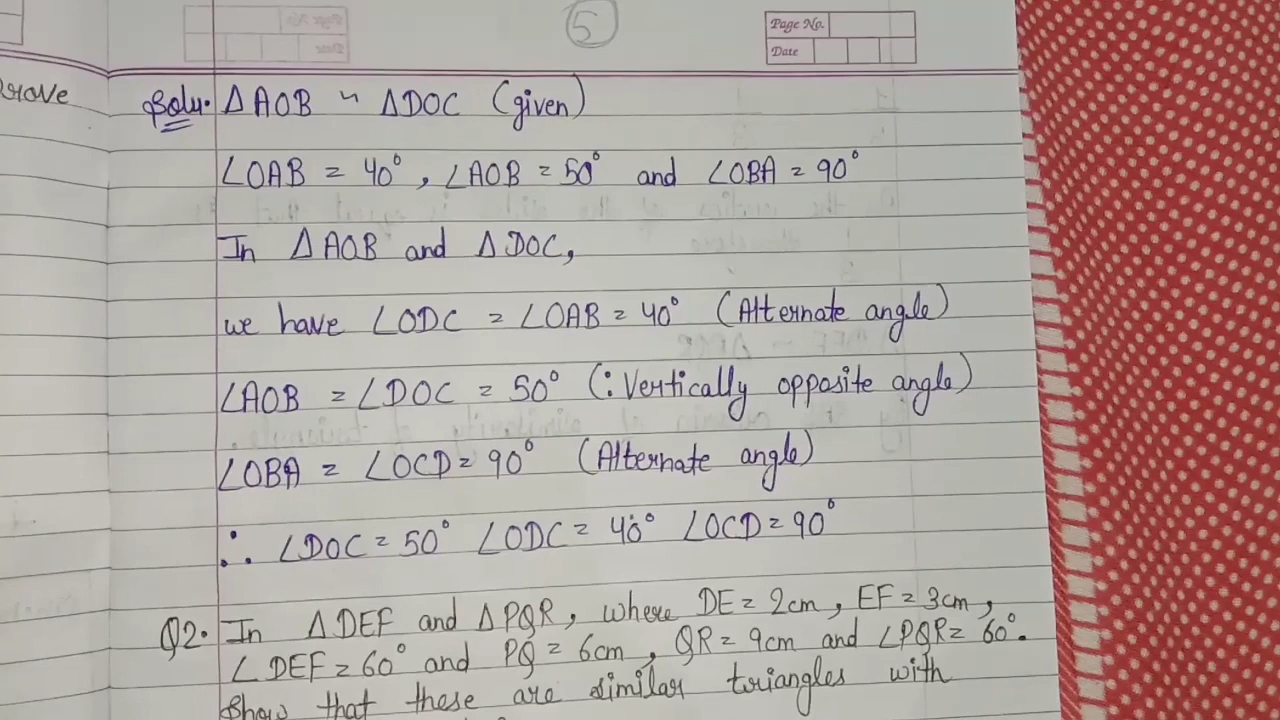 5
Page No.
Date
rove
Solu. ΔAOB ~ ΔDOC (given)
∠OAB = 40°, ∠AOB = 50° and ∠OBA = 90°
In ΔAOB and ΔDOC,
we have ∠ODC = ∠OAB = 40° (Alternate angle)
∠AOB = ∠DOC = 50° (∵ Vertically opposite angle)
∠OBA = ∠OCD = 90° (Alternate angle)
∴ ∠DOC = 50° ∠ODC = 40° ∠OCD = 90°
Q2. In ΔDEF and ΔPQR, where DE = 2cm, EF = 3cm,
∠DEF = 60° and PQ = 6cm, QR = 9cm and ∠PQR = 60°.
Show that these are similar triangles with